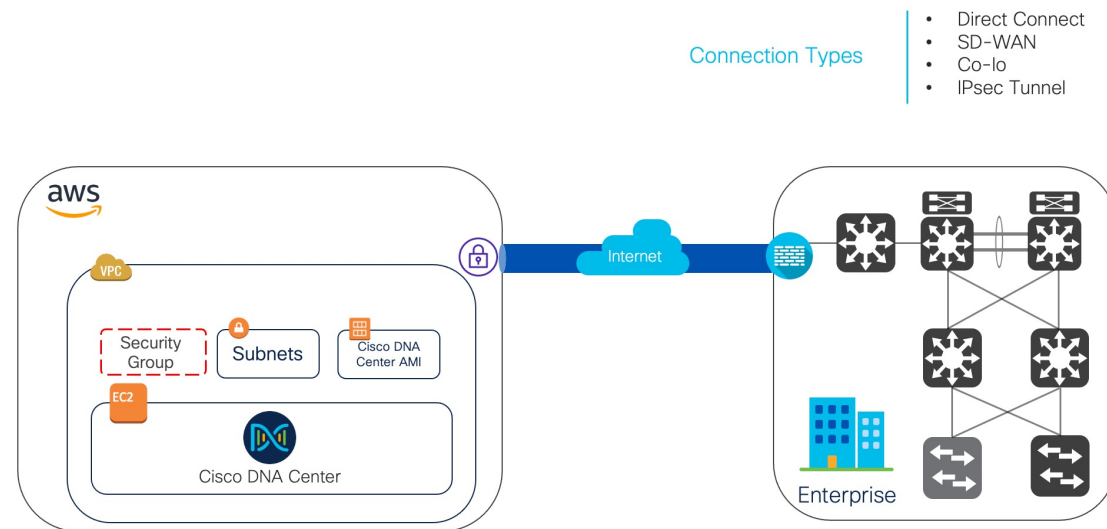 Connection Types
• Direct Connect
• SD-WAN
• Co-lo
• IPsec Tunnel
aws
VPC
Security
Group
Subnets
Cisco DNA
Center AMI
EC2
Cisco DNA Center
Internet
Enterprise